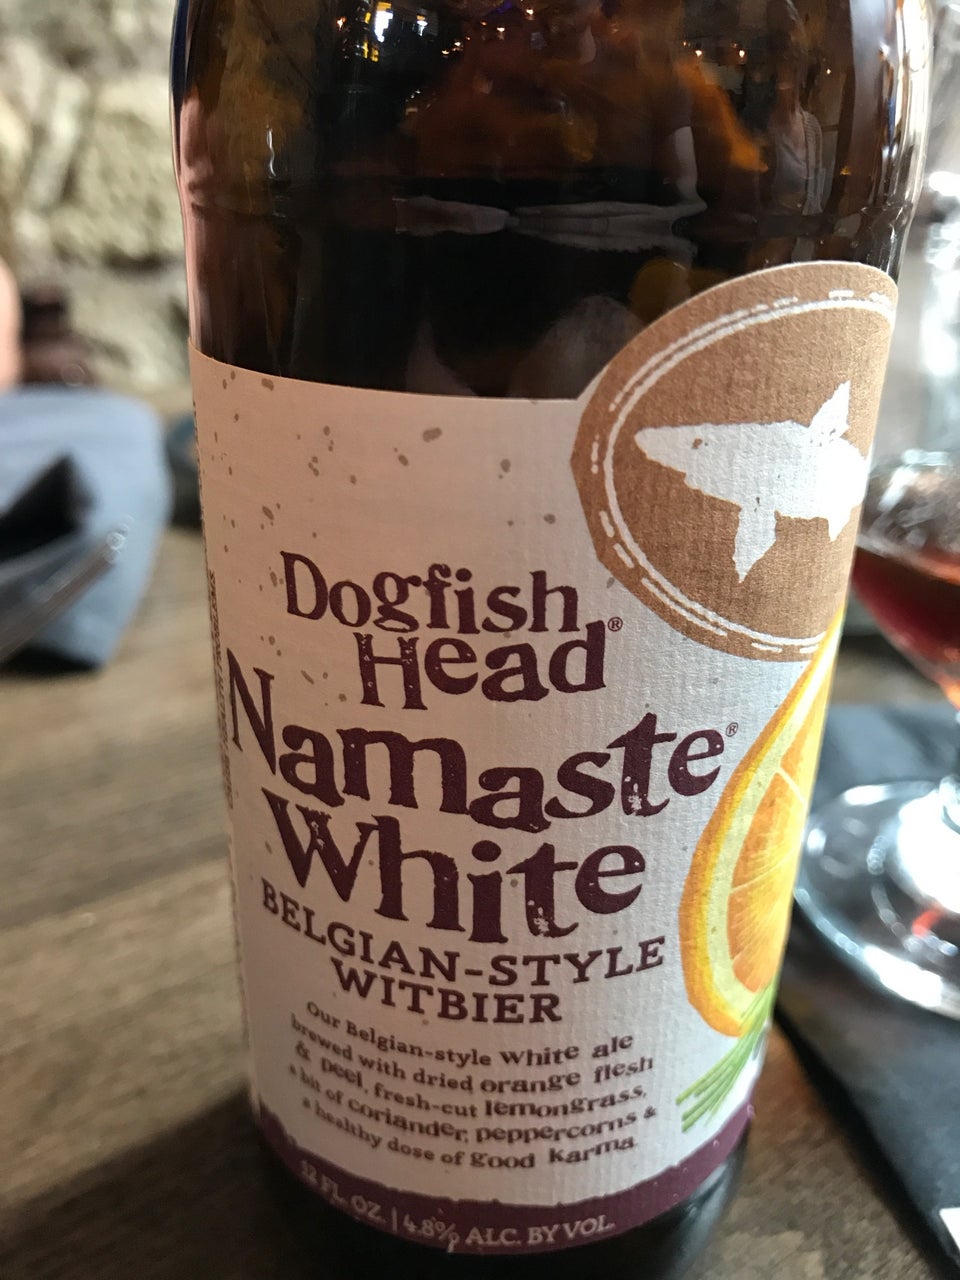 Dogfish
Head®
Namaste®
White
BELGIAN-STYLE
WITBIER
Our Belgian-style White ale
brewed with dried orange flesh
& peel, fresh-cut lemongrass,
a bit of coriander, peppercorns &
a healthy dose of good Karma
12 FL. OZ. | 4.8% ALC. BY VOL.